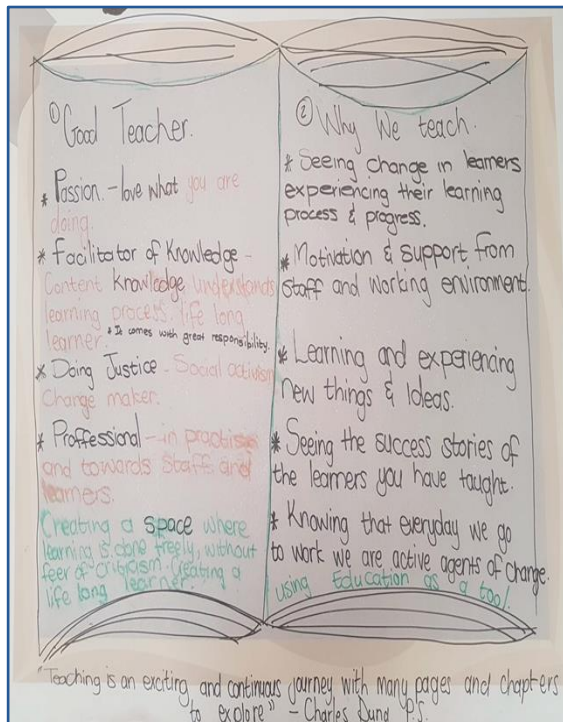 ① Good Teacher.
* Passion. - love what you are
doing.
* Facilitator of Knowledge -
Content knowledge understands
learning process. life long
learner. * It comes with great responsibility.
* Doing Justice - Social activism
Change maker.
* Proffessional - in practise
and towards staff and
learners.
Creating a space where
learning is done freely, without
feer of criticism. Creating a
life long learner.
② Why We teach.
* Seeing change in learners
experiencing their learning
process & progress.
* Motivation & support from
staff and working environment.
* Learning and experiencing
new things & Ideas.
* Seeing the success stories of
the learners you have taught.
* Knowing that everyday we go
to work we are active agents of change.
using Education as a tool.
"Teaching is an exciting and continuous journey with many pages and chapters
to explore" - Charles Duna P.S